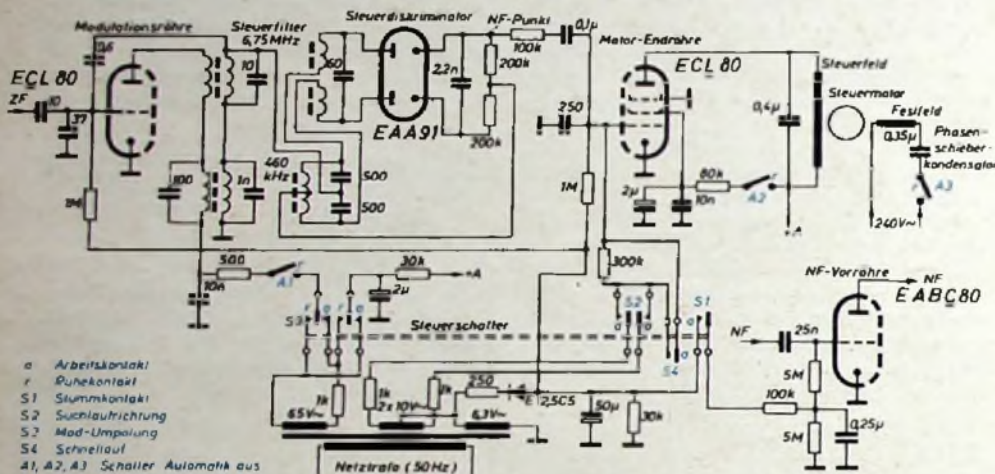 Modulationsröhre
Steuerfilter
6,75 MHz
Steuerdiskriminator
NF-Punkt
0,1µ
100k
200k
Motor-Endröhre
ECL 80
Steuerfeld
Steuermotor
Festfeld
0,35µ
Phasen-
schieber-
kondensator
A3
240V~
0,6
ECL 80
ZF
10
37
10
60
2,2n
EAA91
200k
250
0,4µ
1M
100
1n
460
kHz
500
500
1M
2µ
10n
80k
A2
+A
500
10n
A1
r
30k
2µ
+A
300k
NF-Vorröhre
NF
EABC80
S3
r
a
r
a
Steuerschalter
S2
a
a
S1
a
S4
a
NF
25n
5M
100k
5M
0,25µ
1k
65V~
1k
2x10V~
1k
250
6,3V~
E
2,5C5
50µ
30k
Netztrafo (50Hz)
a Arbeitskontakt
r Ruhekontakt
S1 Stummkontakt
S2 Suchlaufrichtung
S3 Mod-Umpolung
S4 Schnellauf
A1, A2, A3 Schalter Automatik aus